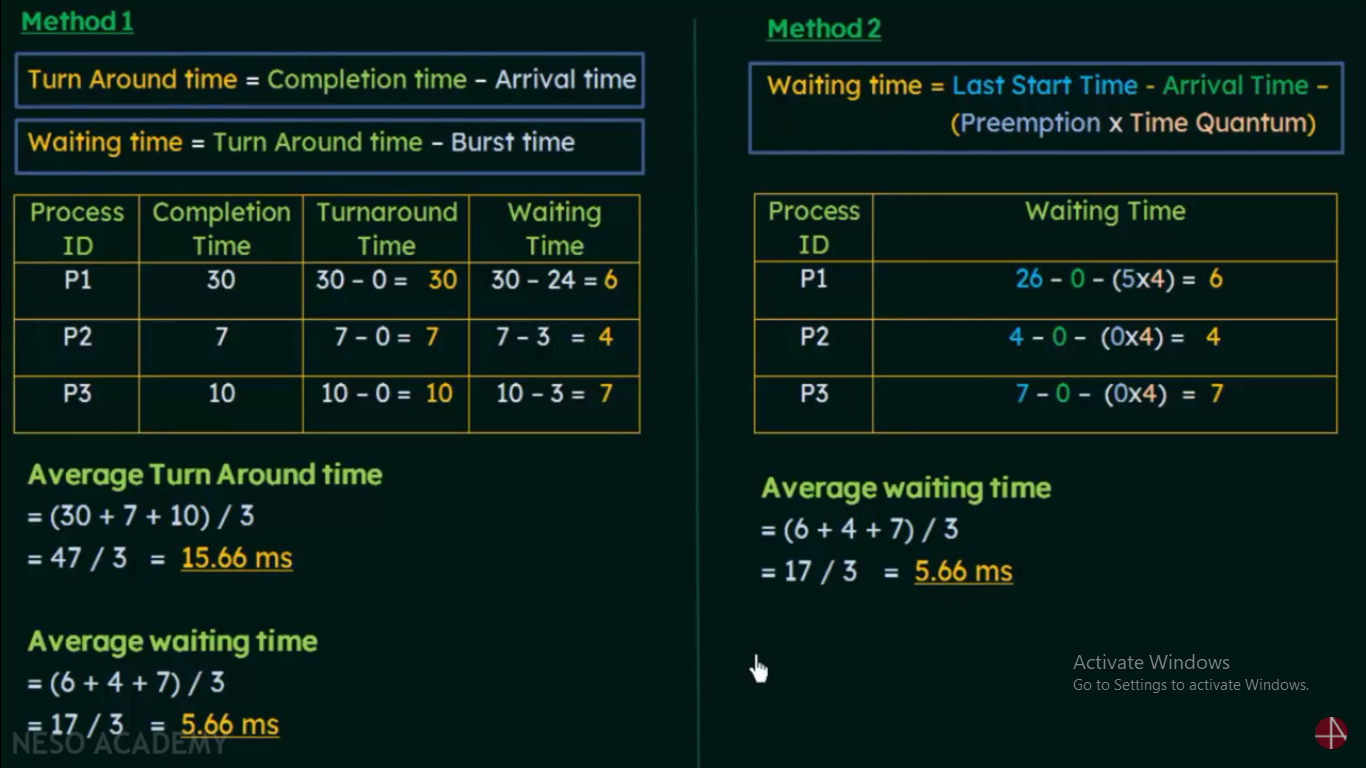 Method 1
Turn Around time = Completion time – Arrival time
Waiting time = Turn Around time – Burst time
Process ID Completion Time Turnaround Time Waiting Time
P1 30 30 – 0 = 30 30 – 24 = 6
P2 7 7 – 0 = 7 7 – 3 = 4
P3 10 10 – 0 = 10 10 – 3 = 7
Average Turn Around time
= (30 + 7 + 10) / 3
= 47 / 3 = 15.66 ms
Average waiting time
= (6 + 4 + 7) / 3
= 17 / 3 = 5.66 ms
NESO ACADEMY
Method 2
Waiting time = Last Start Time - Arrival Time –
(Preemption x Time Quantum)
Process ID Waiting Time
P1 26 – 0 – (5x4) = 6
P2 4 – 0 – (0x4) = 4
P3 7 – 0 – (0x4) = 7
Average waiting time
= (6 + 4 + 7) / 3
= 17 / 3 = 5.66 ms
Activate Windows
Go to Settings to activate Windows.